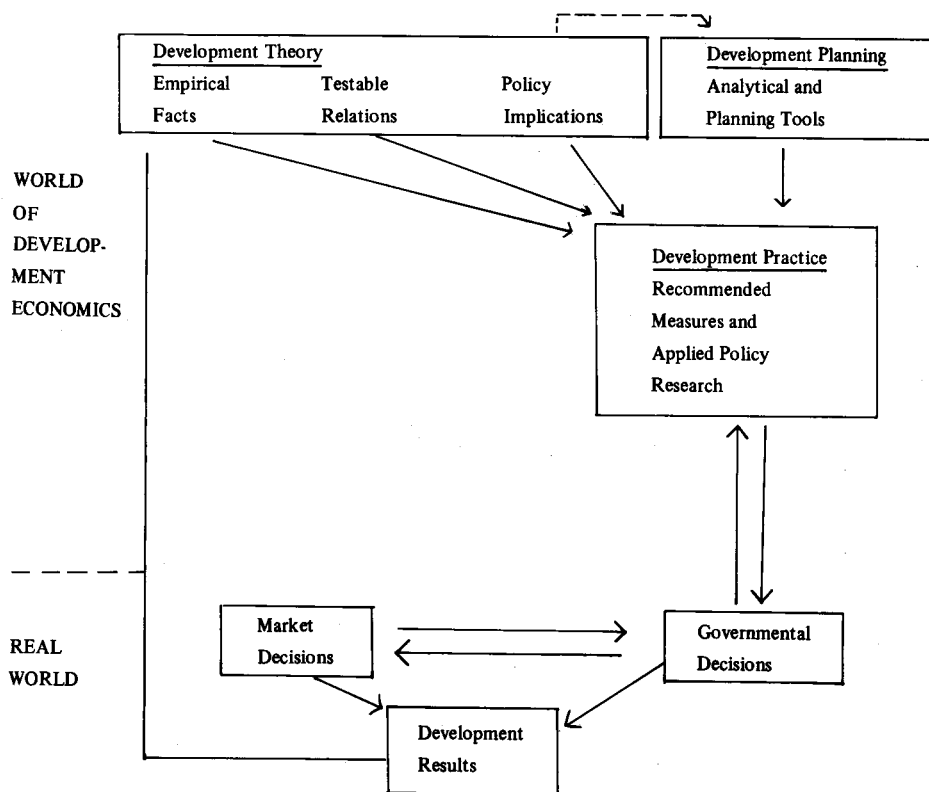 Development Theory
Empirical Testable Policy
Facts Relations Implications
Development Planning
Analytical and
Planning Tools
WORLD
OF
DEVELOP-
MENT
ECONOMICS
Development Practice
Recommended
Measures and
Applied Policy
Research
REAL
WORLD
Market
Decisions
Governmental
Decisions
Development
Results